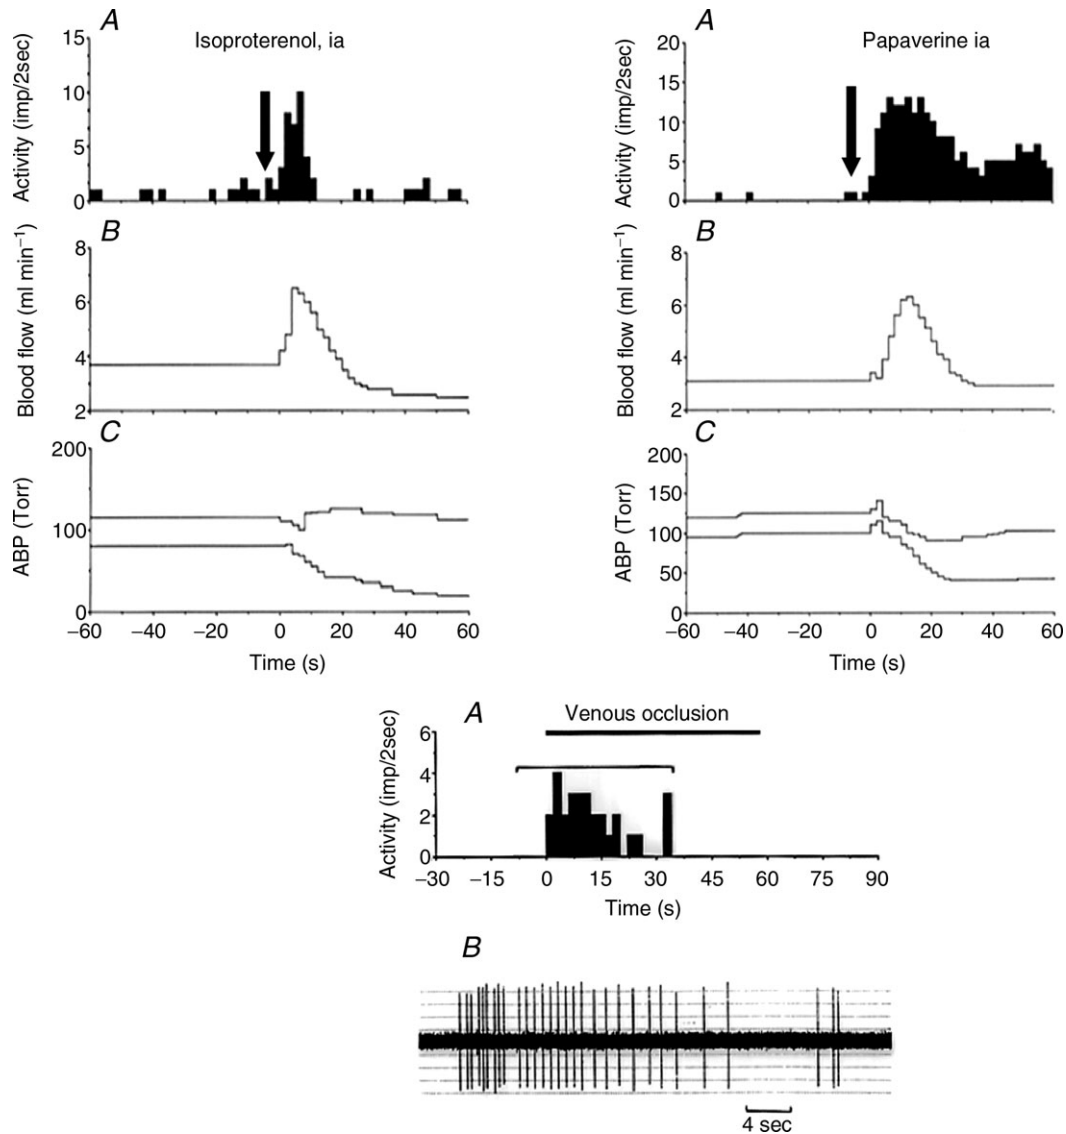 A
Isoproterenol, ia
Activity (imp/2sec)
15
10
5
0
B
Blood flow (ml min⁻¹)
8
6
4
2
C
ABP (Torr)
200
100
0
−60 −40 −20 0 20 40 60
Time (s)
A
Papaverine ia
Activity (imp/2sec)
20
15
10
5
0
B
Blood flow (ml min⁻¹)
8
6
4
2
C
ABP (Torr)
200
150
100
50
0
−60 −40 −20 0 20 40 60
Time (s)
A
Venous occlusion
Activity (imp/2sec)
6
4
2
0
−30 −15 0 15 30 45 60 75 90
Time (s)
B
4 sec